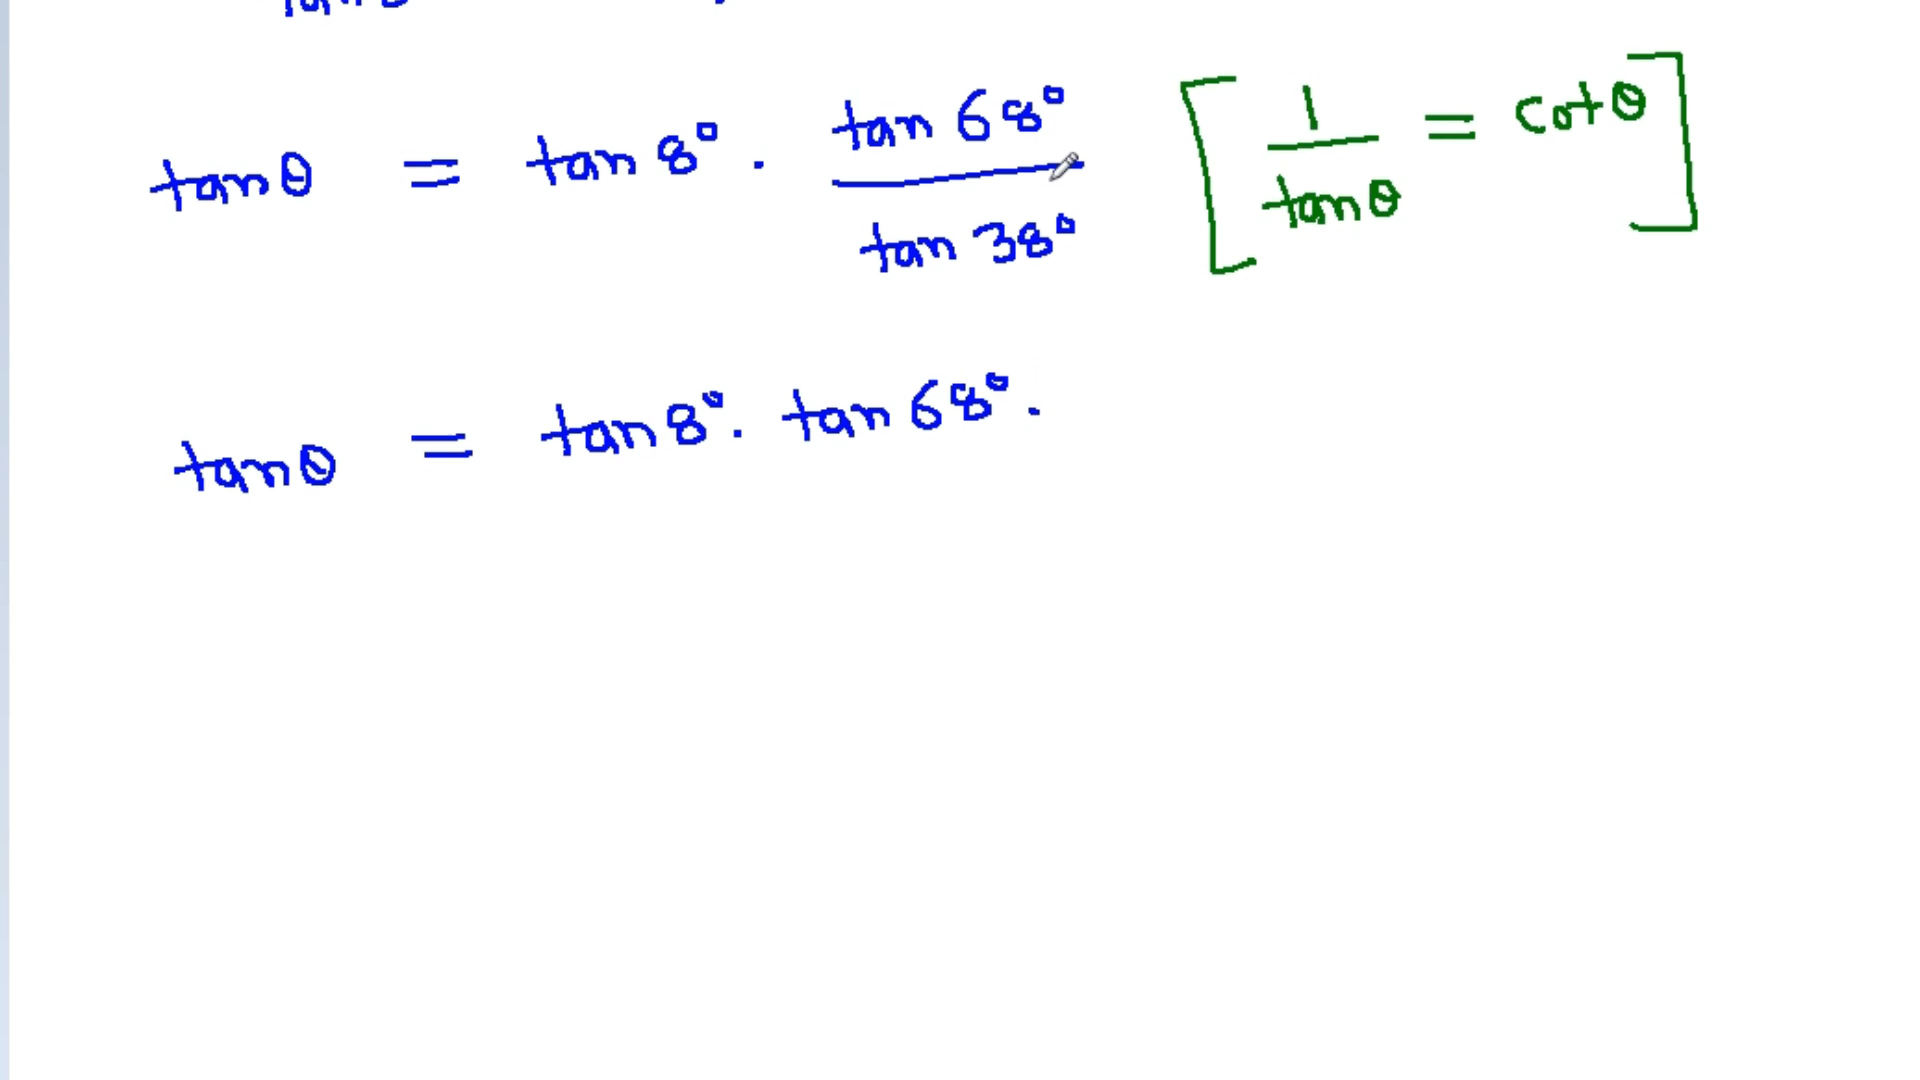 tanθ = tan 8° . tan 68° / tan 38° [ 1 / tanθ = cotθ ]
tanθ = tan 8° . tan 68° .